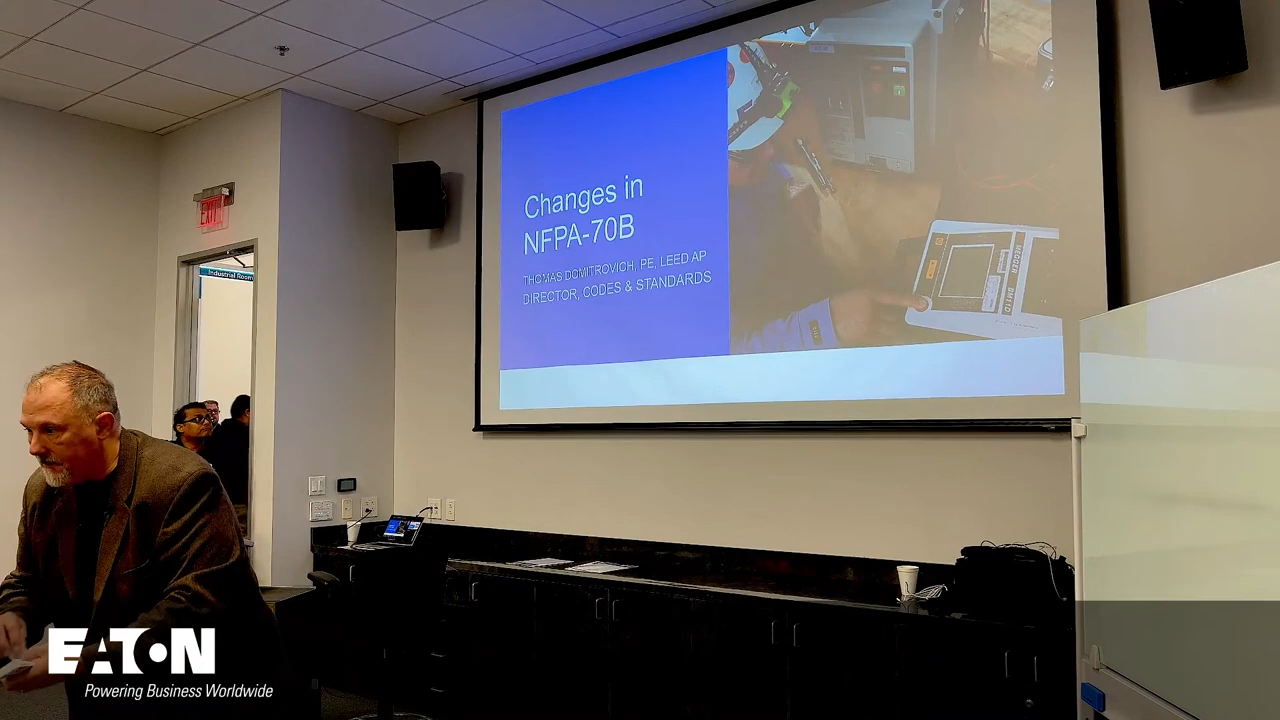 Changes in
NFPA-70B
THOMAS DOMITROVICH, PE, LEED AP
DIRECTOR, CODES & STANDARDS
MEGGER
EXIT
Industrial Room
EATON
Powering Business Worldwide